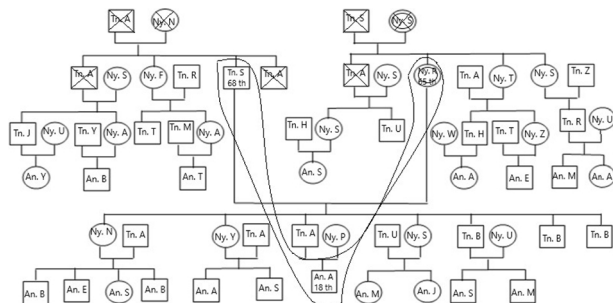 Tn. A
Ny. N
Tn. S
Ny. S
Tn. A
Ny. S
Ny. F
Tn. R
Tn. S
68 th
Tn. A
Tn. A
Ny. S
Ny. R
65 th
Tn. A
Ny. T
Ny. S
Tn. Z
Tn. J
Ny. U
Tn. Y
Ny. A
Tn. T
Tn. M
Ny. A
Tn. H
Ny. S
Tn. U
Ny. W
Tn. H
Tn. T
Ny. Z
Tn. R
Ny. U
An. Y
An. B
An. T
An. S
An. A
An. E
An. M
An. A
Ny. N
Tn. A
Ny. Y
Tn. A
Tn. A
Ny. P
Tn. U
Ny. S
Tn. B
Ny. U
Tn. B
Tn. B
An. B
An. E
An. S
An. B
An. A
An. S
An. A
18 th
An. M
An. J
An. S
An. M